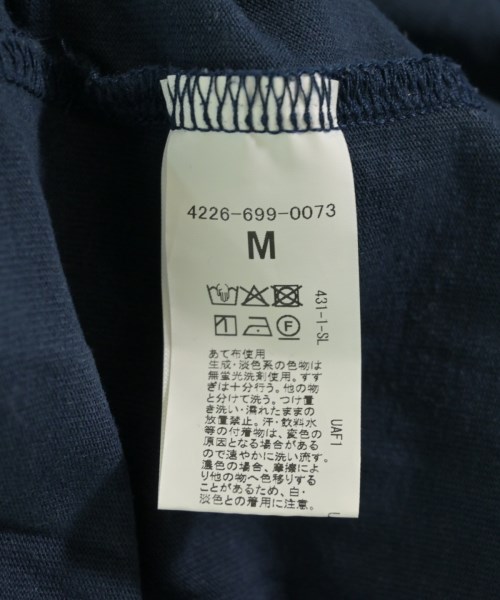 4226-699-0073
M
431-1-SL
F
あて布使用
生成・淡色系の色物は
無蛍光洗剤使用。すす
ぎは十分行う。他の物
と分けて洗う。つけ置
き洗い・濡れたままの
放置禁止。汗・飲料水
等の付着物は、変色の
原因となる場合がある
ので速やかに洗い流す。
濃色の場合、摩擦によ
り他の物へ色移りする
ことがあるため、白・
淡色との着用に注意。
UAF1